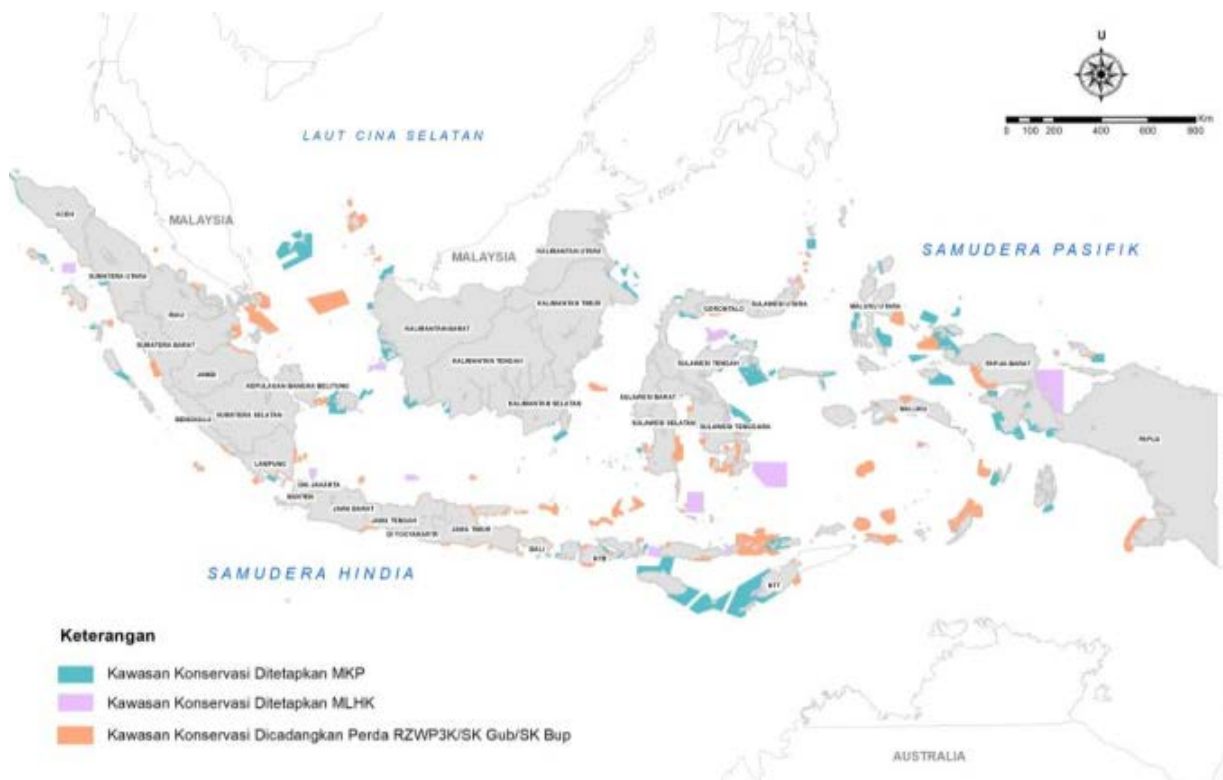 U
0 100 200 400 600 800 Km
LAUT CINA SELATAN
ACEH
MALAYSIA
MALAYSIA
KALIMANTAN UTARA
SAMUDERA PASIFIK
SUMATERA UTARA
KALIMANTAN TIMUR
GORONTALO
SULAWESI UTARA
MALUKU UTARA
RIAU
KALIMANTAN BARAT
SUMATERA BARAT
KALIMANTAN TENGAH
SULAWESI TENGAH
PAPUA BARAT
JAMBI
KEPULAUAN BANGKA BELITUNG
SULAWESI BARAT
KALIMANTAN SELATAN
MALUKU
BENGKULU
SUMATERA SELATAN
SULAWESI SELATAN
SULAWESI TENGGARA
PAPUA
LAMPUNG
DKI JAKARTA
BANTEN
JAWA BARAT
JAWA TENGAH
JAWA TIMUR
DI YOGYAKARTA
BALI
NTB
SAMUDERA HINDIA
NTT
Keterangan
Kawasan Konservasi Ditetapkan MKP
Kawasan Konservasi Ditetapkan MLHK
Kawasan Konservasi Dicadangkan Perda RZWP3K/SK Gub/SK Bup
AUSTRALIA